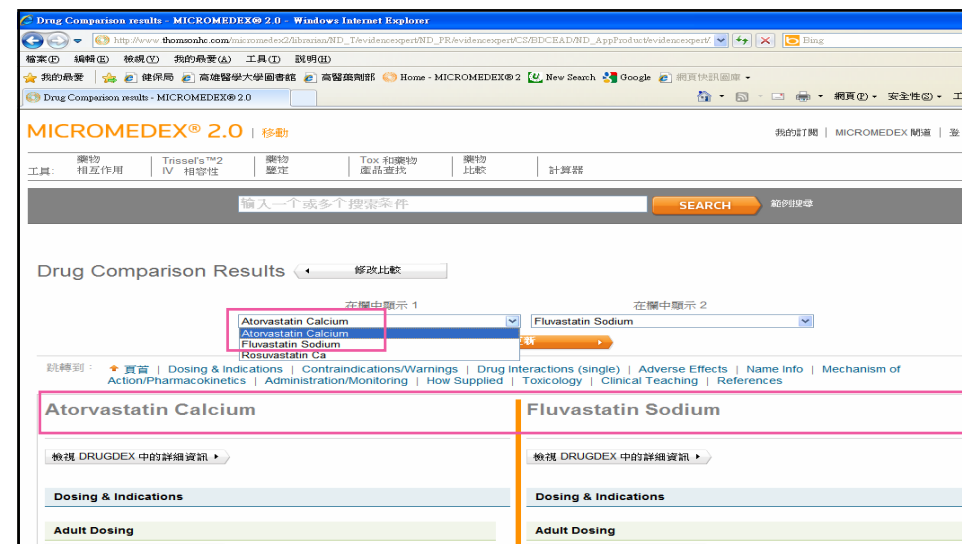 Drug Comparison results - MICROMEDEX® 2.0 - Windows Internet Explorer
http://www.thomsonhc.com/micromedex2/librarian/ND_T/evidencexpert/ND_PR/evidencexpert/CS/BDCEAD/ND_AppProduct/evidencexpert/ Bing
檔案(F) 編輯(E) 檢視(V) 我的最愛(A) 工具(T) 說明(H)
我的最愛 健保局 高雄醫學大學圖書館 高醫藥劑部 Home - MICROMEDEX® 2 New Search Google 網頁快訊圖庫
Drug Comparison results - MICROMEDEX® 2.0 網頁(P) 安全性(S) 工
MICROMEDEX® 2.0 | 移動 我的訂閱 | MICROMEDEX 閘道 |
工具: 藥物相互作用 | Trissel's™2 IV 相容性 | 藥物鑒定 | Tox 和藥物產品查找 | 藥物比較 | 計算器
输入一个或多个搜索条件 SEARCH 範例搜尋
Drug Comparison Results 修改比較
在欄中顯示 1 在欄中顯示 2
Atorvastatin Calcium Fluvastatin Sodium
Atorvastatin Calcium
Fluvastatin Sodium 新
Rosuvastatin Ca
跳轉到: 頁首 | Dosing & Indications | Contraindications/Warnings | Drug Interactions (single) | Adverse Effects | Name Info | Mechanism of
Action/Pharmacokinetics | Administration/Monitoring | How Supplied | Toxicology | Clinical Teaching | References
Atorvastatin Calcium Fluvastatin Sodium
檢視 DRUGDEX 中的詳細資訊 檢視 DRUGDEX 中的詳細資訊
Dosing & Indications Dosing & Indications
Adult Dosing Adult Dosing